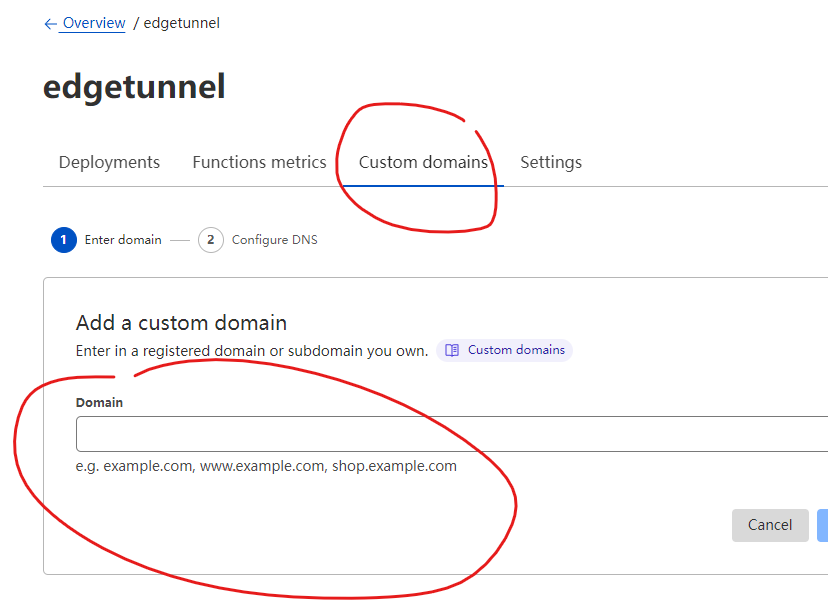 ← Overview / edgetunnel
edgetunnel
Deployments Functions metrics Custom domains Settings
1 Enter domain — 2 Configure DNS
Add a custom domain
Enter in a registered domain or subdomain you own. Custom domains
Domain
e.g. example.com, www.example.com, shop.example.com
Cancel